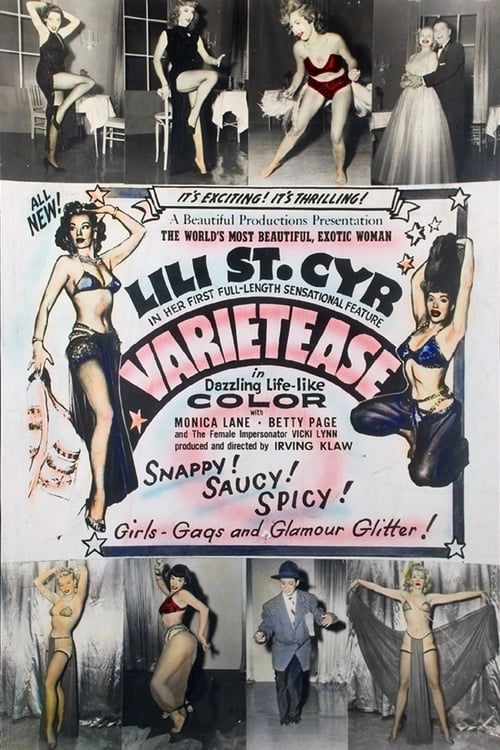 ALL
NEW!
IT'S EXCITING! IT'S THRILLING!
A Beautiful Productions Presentation
THE WORLD'S MOST BEAUTIFUL, EXOTIC WOMAN
LILI ST. CYR
IN HER FIRST FULL-LENGTH SENSATIONAL FEATURE
VARIETEASE
in
Dazzling Life-like
COLOR
with
MONICA LANE • BETTY PAGE
and The Female Impersonator VICKI LYNN
produced and directed by IRVING KLAW
SNAPPY!
SAUCY!
SPICY!
Girls - Gags and Glamour Glitter!